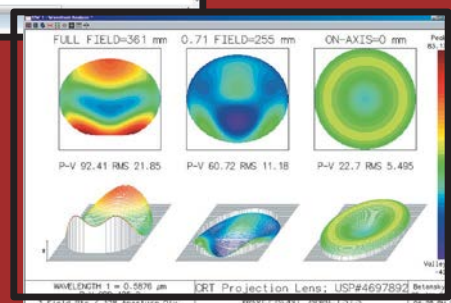 FULL FIELD=361 mm 0.71 FIELD=255 mm ON-AXIS=0 mm
Peak
P-V 92.41 RMS 21.85 P-V 60.72 RMS 11.18 P-V 22.7 RMS 5.495
Valley
WAVELENGTH 1 = 0.5876 µm
CRT Projection Lens; USP#4697892